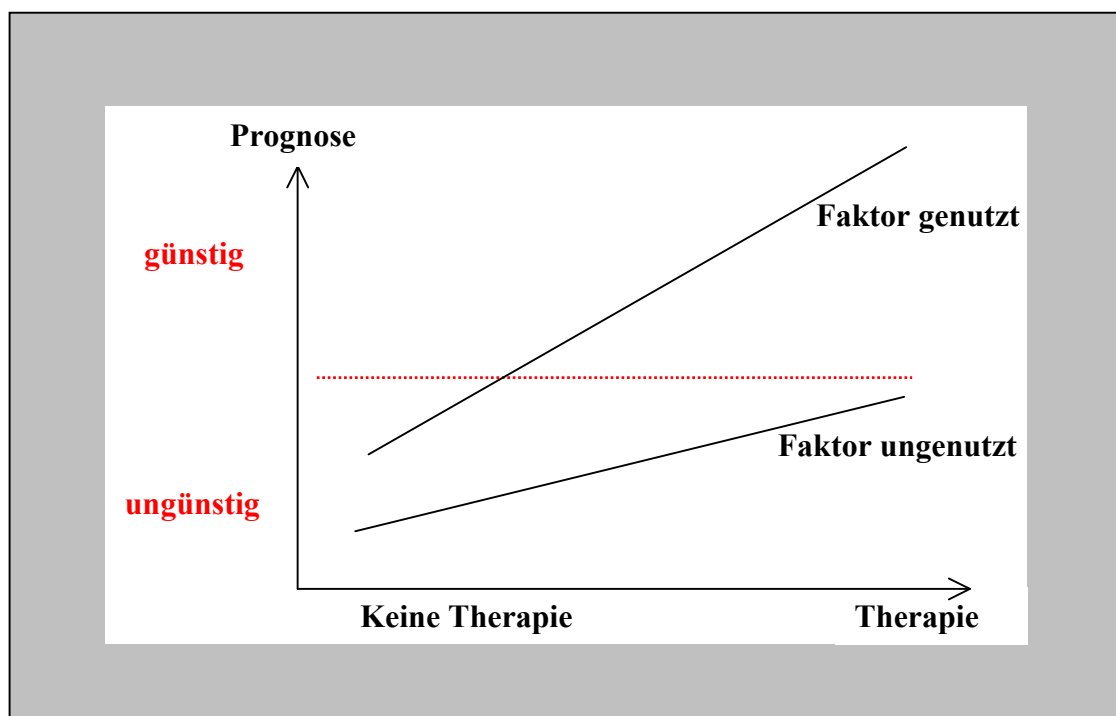 Prognose
Faktor genutzt
günstig
Faktor ungenutzt
ungünstig
Keine Therapie
Therapie